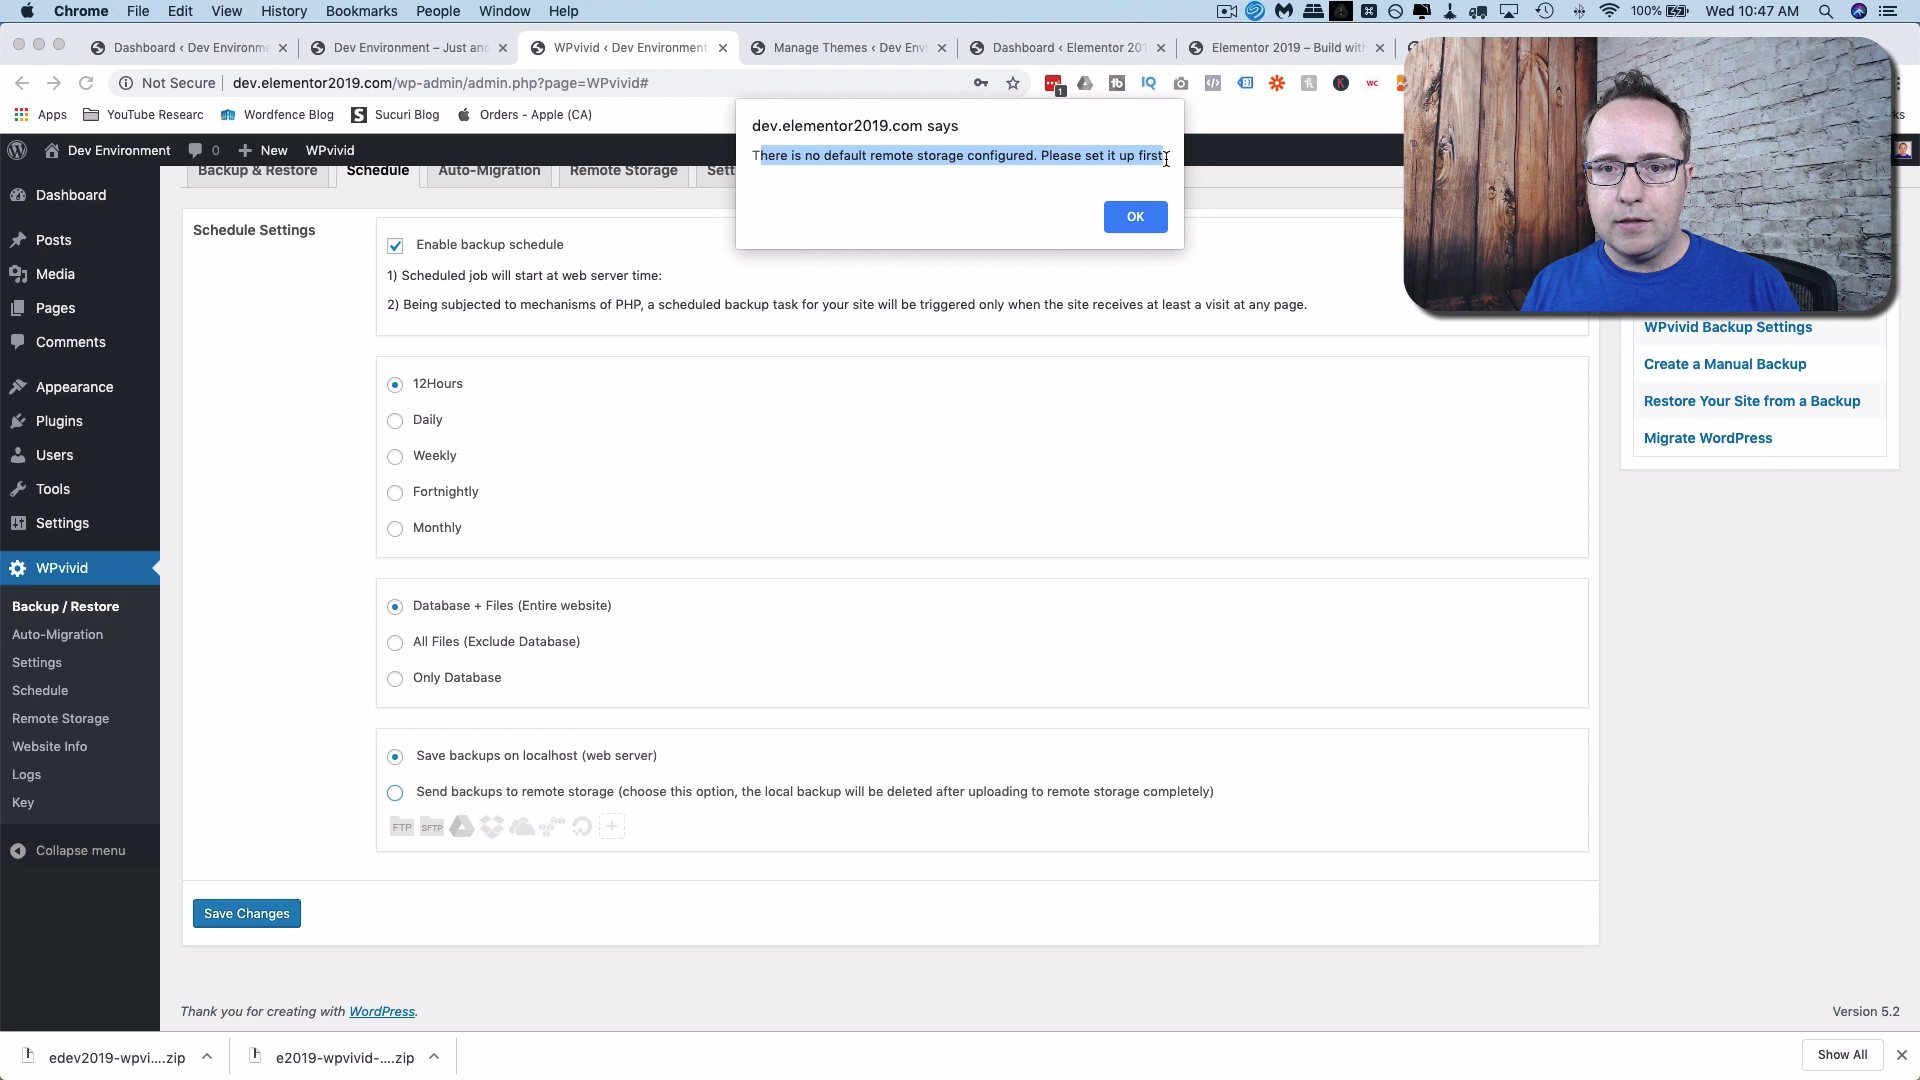 Chrome File Edit View History Bookmarks People Window Help
100% Wed 10:47 AM
Dashboard ‹ Dev Environme
Dev Environment – Just ano
WPvivid ‹ Dev Environment
Manage Themes ‹ Dev Envi
Dashboard ‹ Elementor 201
Elementor 2019 – Build with
Not Secure dev.elementor2019.com/wp-admin/admin.php?page=WPvivid#
Apps YouTube Researc Wordfence Blog Sucuri Blog Orders - Apple (CA)
dev.elementor2019.com says
There is no default remote storage configured. Please set it up first
OK
Dev Environment 0 New WPvivid
Backup & Restore Schedule Auto-Migration Remote Storage Sett
Dashboard
Posts
Media
Pages
Comments
Appearance
Plugins
Users
Tools
Settings
WPvivid
Backup / Restore
Auto-Migration
Settings
Schedule
Remote Storage
Website Info
Logs
Key
Collapse menu
Schedule Settings
Enable backup schedule
1) Scheduled job will start at web server time:
2) Being subjected to mechanisms of PHP, a scheduled backup task for your site will be triggered only when the site receives at least a visit at any page.
12Hours
Daily
Weekly
Fortnightly
Monthly
Database + Files (Entire website)
All Files (Exclude Database)
Only Database
Save backups on localhost (web server)
Send backups to remote storage (choose this option, the local backup will be deleted after uploading to remote storage completely)
FTP SFTP
Save Changes
WPvivid Backup Settings
Create a Manual Backup
Restore Your Site from a Backup
Migrate WordPress
Thank you for creating with WordPress.
Version 5.2
edev2019-wpvi....zip
e2019-wpvivid-....zip
Show All